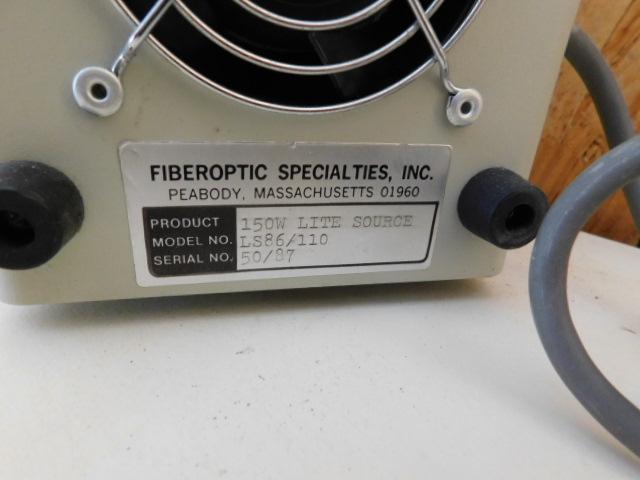 FIBEROPTIC SPECIALTIES, INC.
PEABODY, MASSACHUSETTS 01960
PRODUCT 150W LITE SOURCE
MODEL NO. LS86/110
SERIAL NO. 50/87